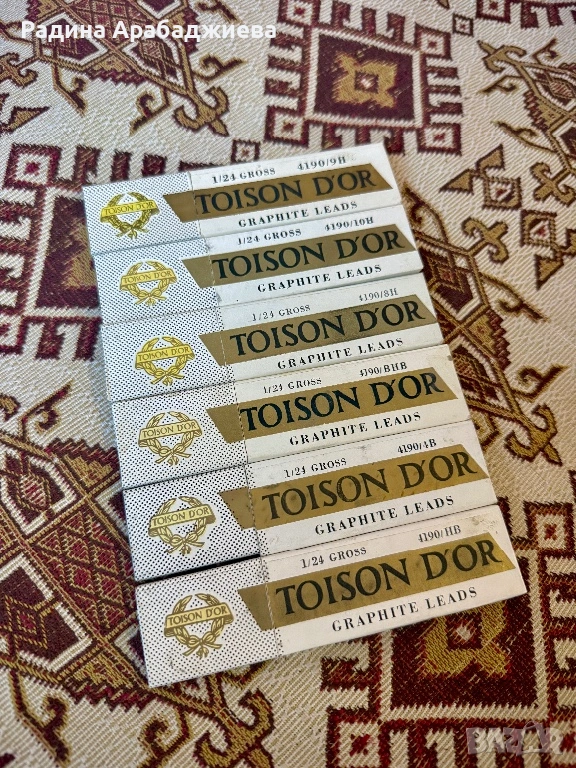 Радина Арабаджиева
1/24 GROSS 4190/9H
TOISON D'OR
TOISON D'OR
GRAPHITE LEADS
1/24 GROSS 4190/10H
TOISON D'OR
TOISON D'OR
GRAPHITE LEADS
1/24 GROSS 4190/8H
TOISON D'OR
TOISON D'OR
GRAPHITE LEADS
1/24 GROSS 4190/BHB
TOISON D'OR
TOISON D'OR
GRAPHITE LEADS
1/24 GROSS 4190/4B
TOISON D'OR
TOISON D'OR
GRAPHITE LEADS
1/24 GROSS 4190/HB
TOISON D'OR
TOISON D'OR
GRAPHITE LEADS
BAZAR